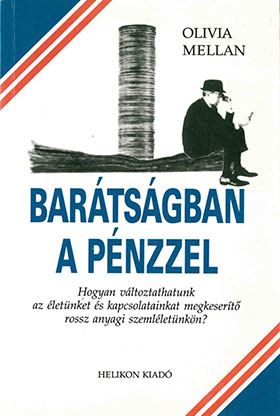 OLIVIA
MELLAN
BARÁTSÁGBAN
A PÉNZZEL
Hogyan változtathatunk
az életünket és kapcsolatainkat megkeserítő
rossz anyagi szemléletünkön?
HELIKON KIADÓ